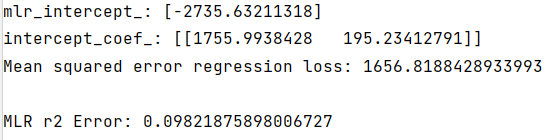 mlr_intercept_: [-2735.63211318]
intercept_coef_: [[1755.9938428   195.23412791]]
Mean squared error regression loss: 1656.8188428933993
MLR r2 Error: 0.09821875898006727